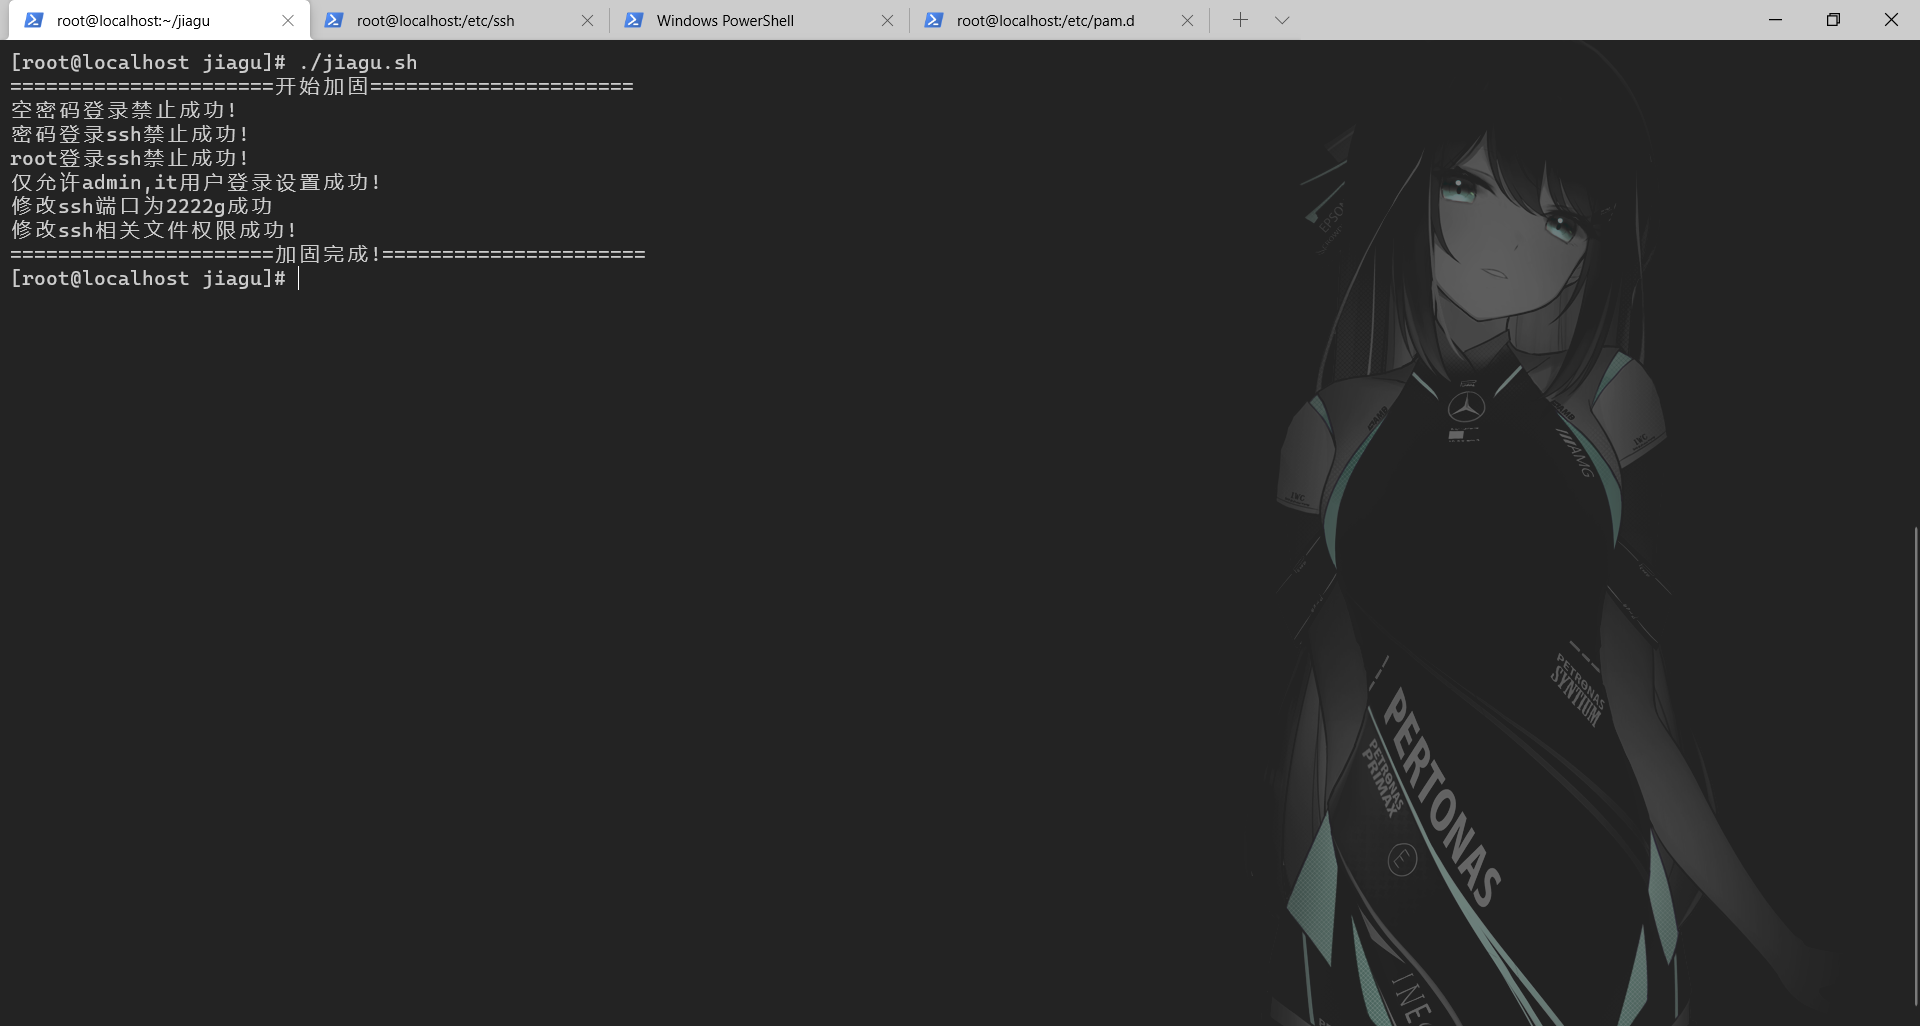 root@localhost:~/jiagu
root@localhost:/etc/ssh
Windows PowerShell
root@localhost:/etc/pam.d
[root@localhost jiagu]# ./jiagu.sh
======================开始加固======================
空密码登录禁止成功!
密码登录ssh禁止成功!
root登录ssh禁止成功!
仅允许admin,it用户登录设置成功!
修改ssh端口为2222g成功
修改ssh相关文件权限成功!
======================加固完成!======================
[root@localhost jiagu]#
AMG
IWC
IWC
PETRONAS
SYNTIUM
PERTONAS
PETRONAS
PRIMAX
E